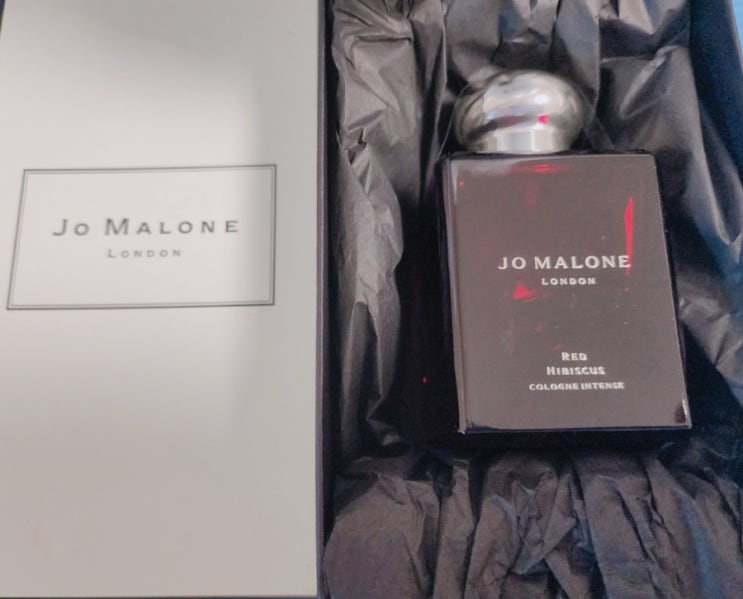 JO MALONE
LONDON
JO MALONE
LONDON
RED
HIBISCUS
COLOGNE INTENSE